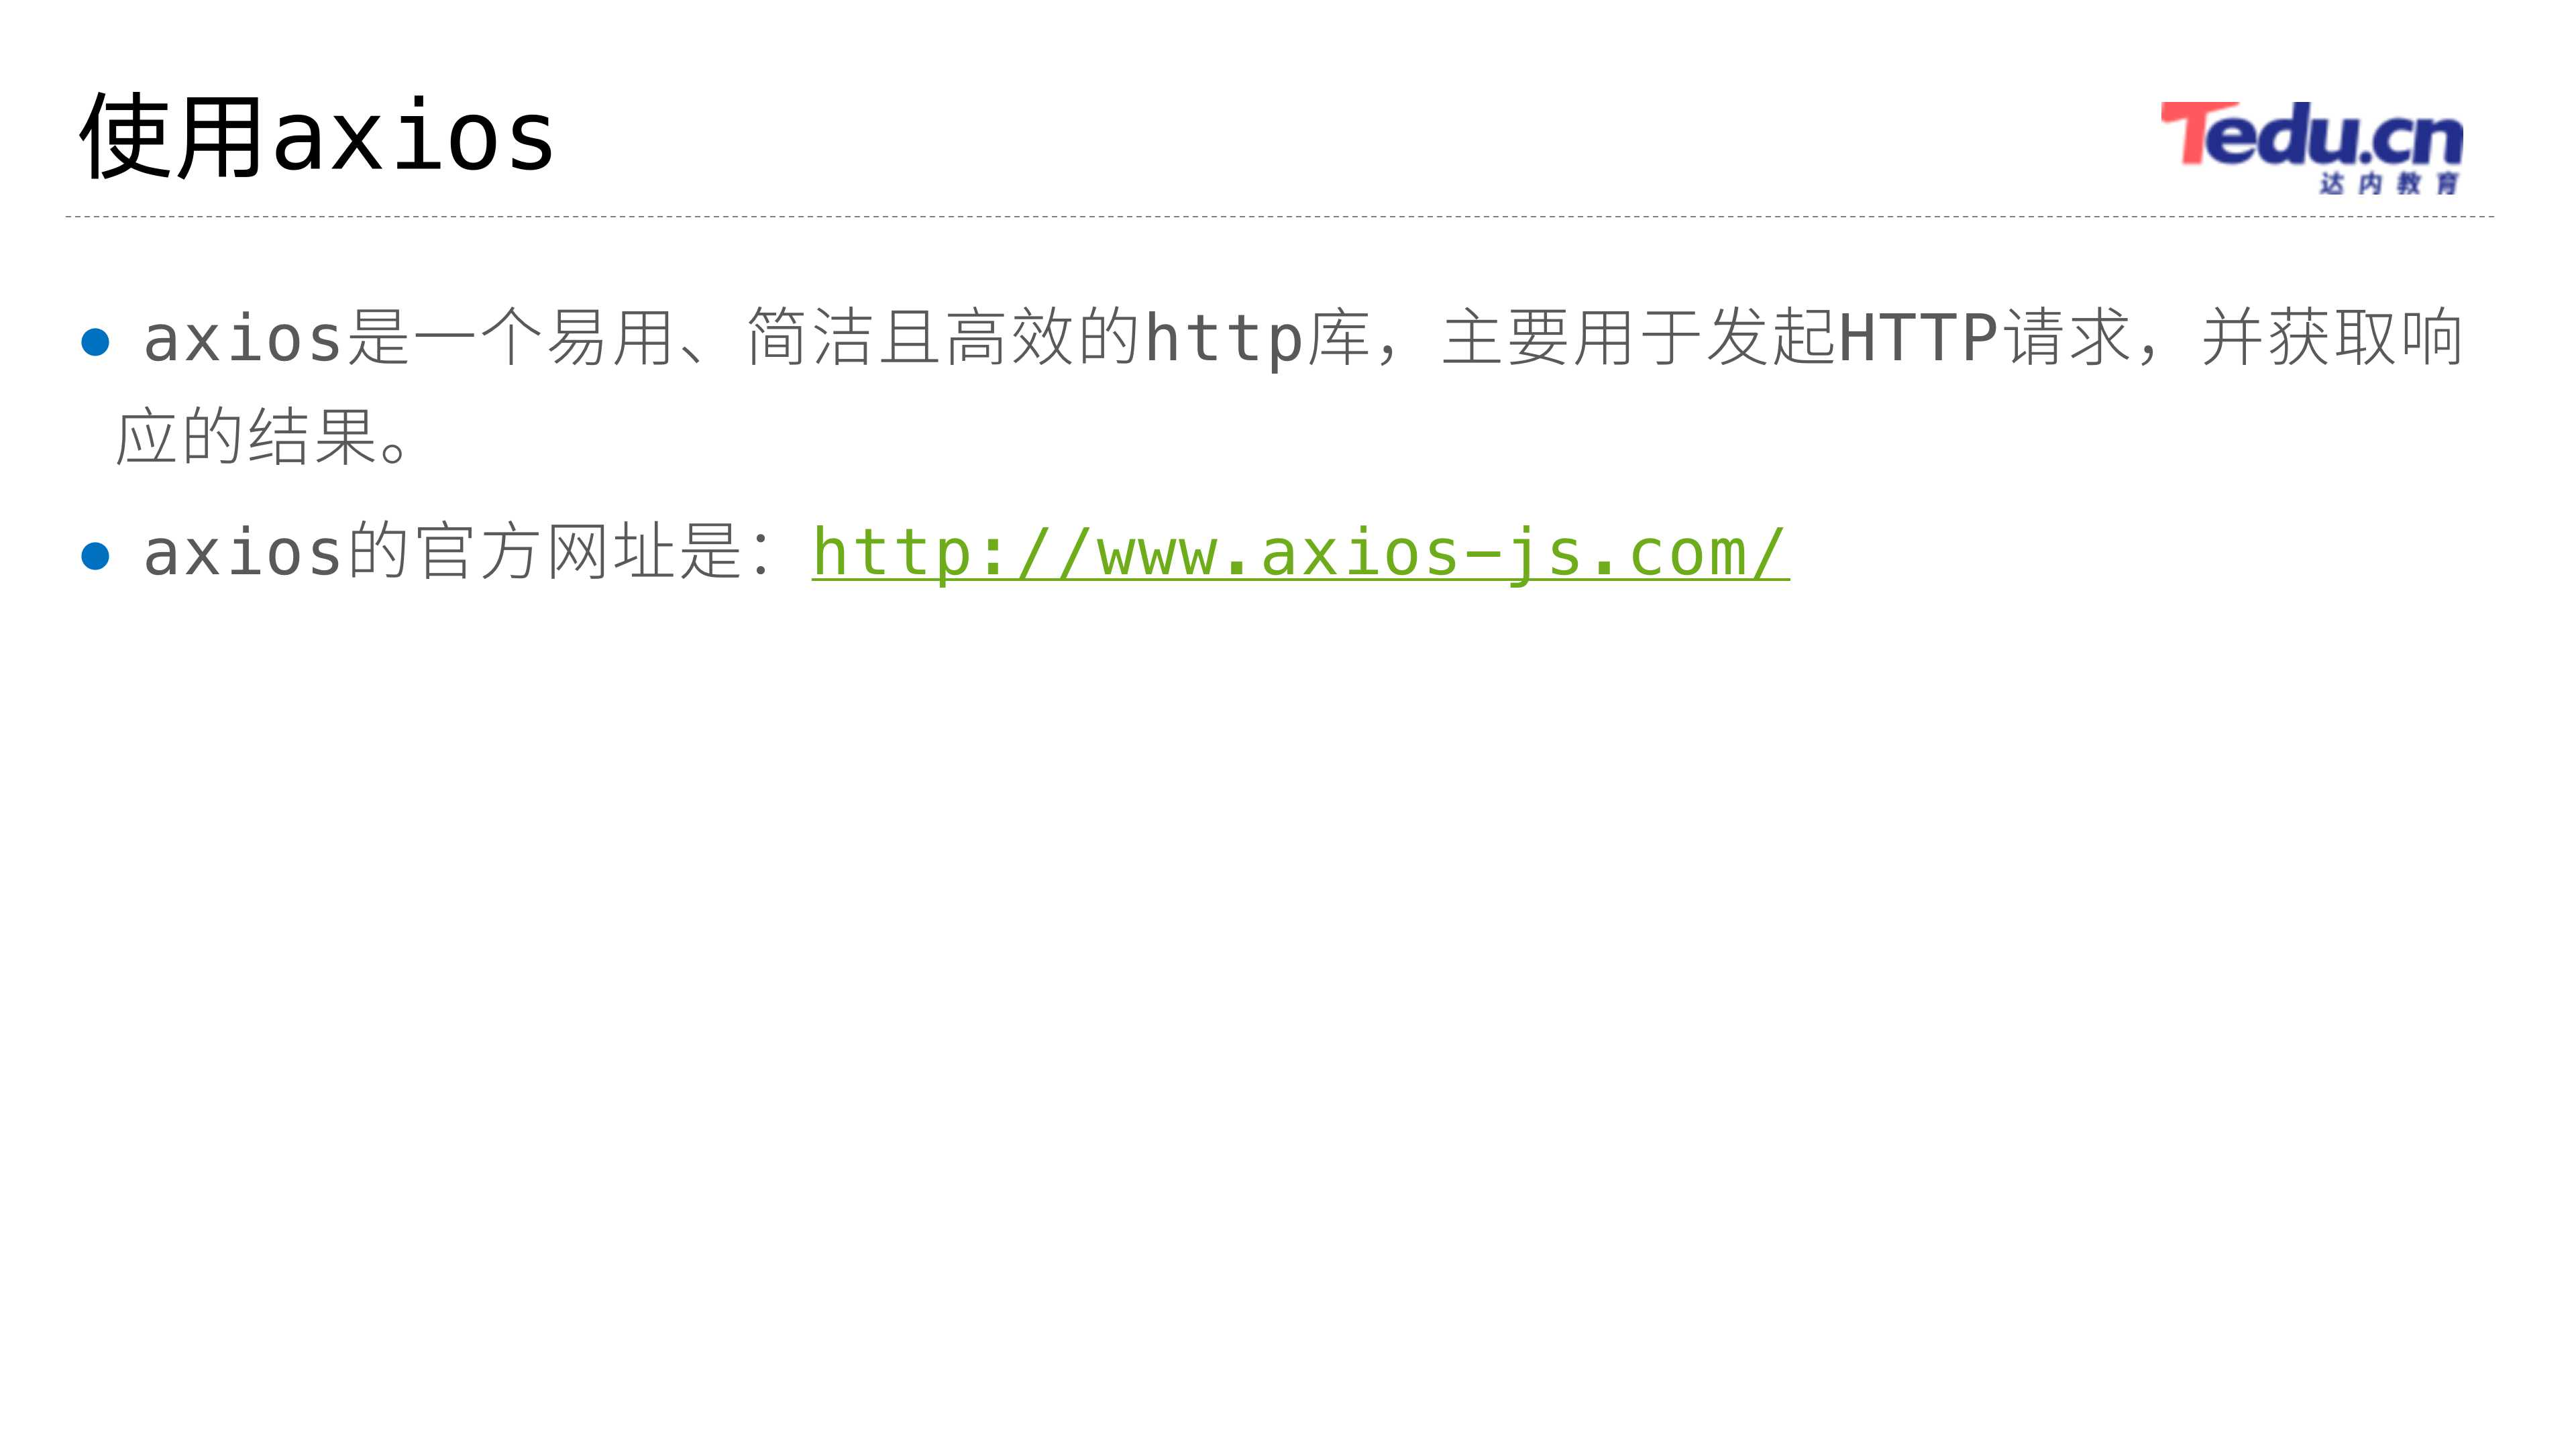 使用axios
Tedu.cn
达内教育
● axios是一个易用、简洁且高效的http库，主要用于发起HTTP请求，并获取响
应的结果。
● axios的官方网址是：http://www.axios-js.com/